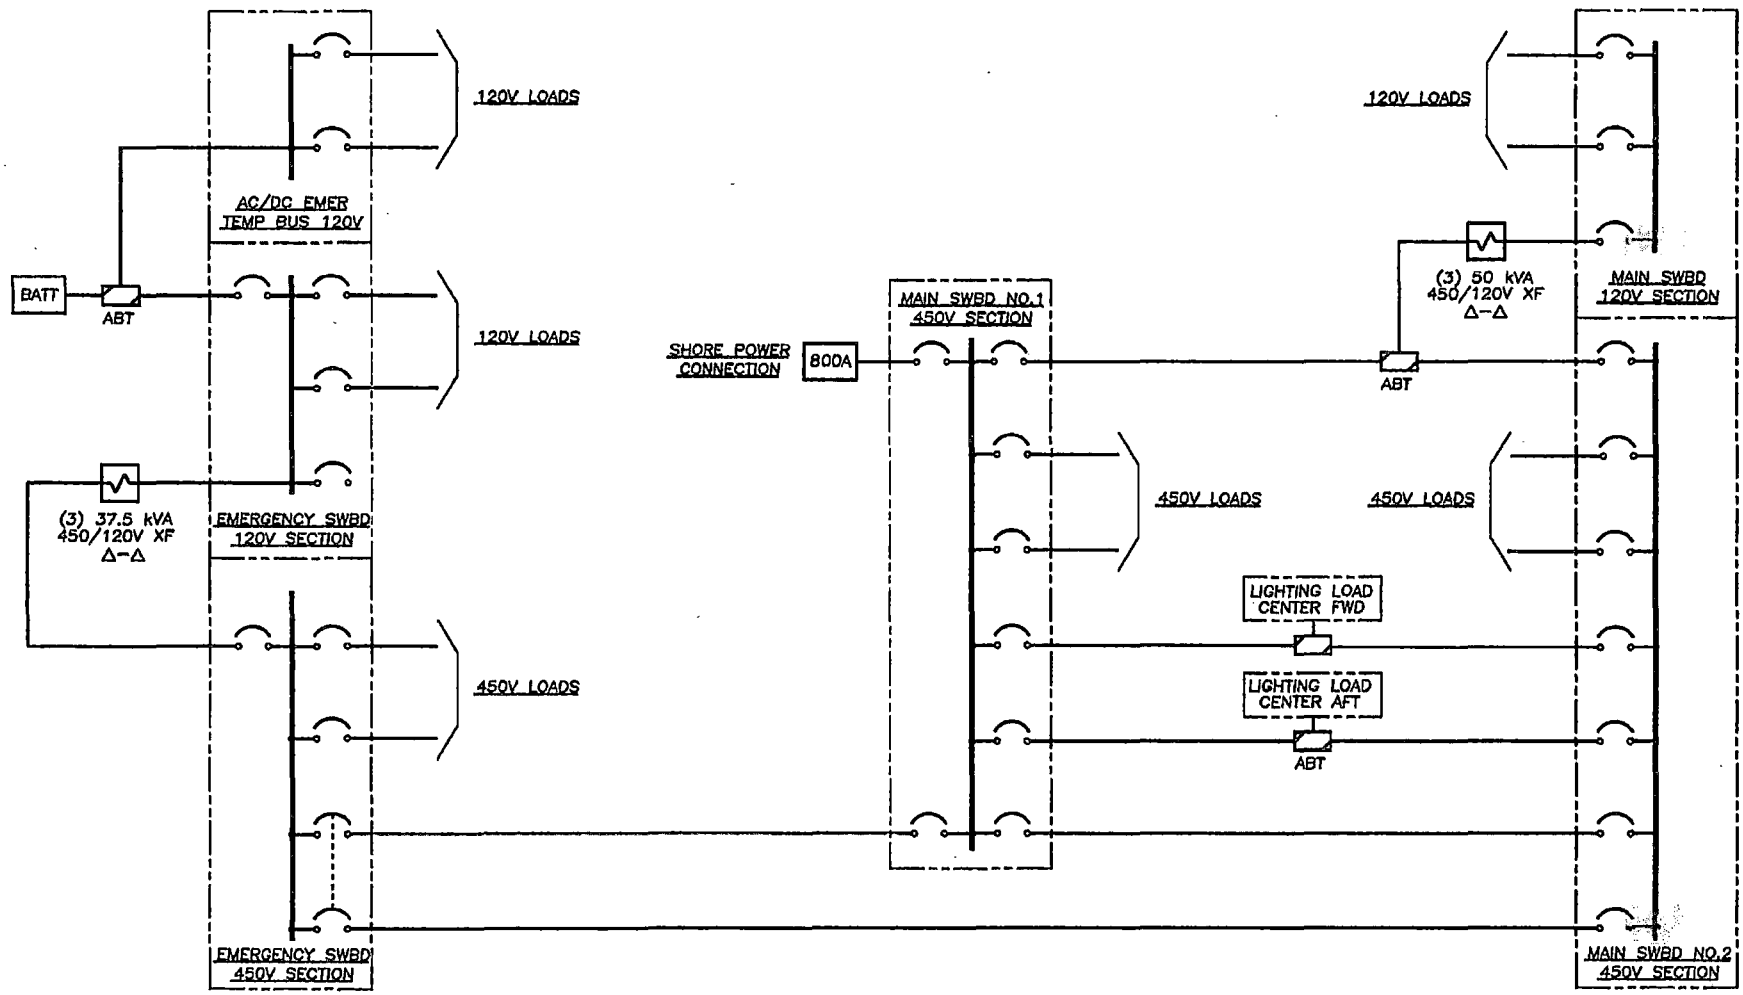 120V LOADS
AC/DC EMER
TEMP BUS 120V
BATT
ABT
120V LOADS
(3) 37.5 kVA
450/120V XF
Δ-Δ
EMERGENCY SWBD
120V SECTION
450V LOADS
EMERGENCY SWBD
450V SECTION
MAIN SWBD NO.1
450V SECTION
SHORE POWER
CONNECTION
800A
450V LOADS
LIGHTING LOAD
CENTER FWD
LIGHTING LOAD
CENTER AFT
ABT
120V LOADS
(3) 50 kVA
450/120V XF
Δ-Δ
MAIN SWBD
120V SECTION
ABT
450V LOADS
MAIN SWBD NO.2
450V SECTION